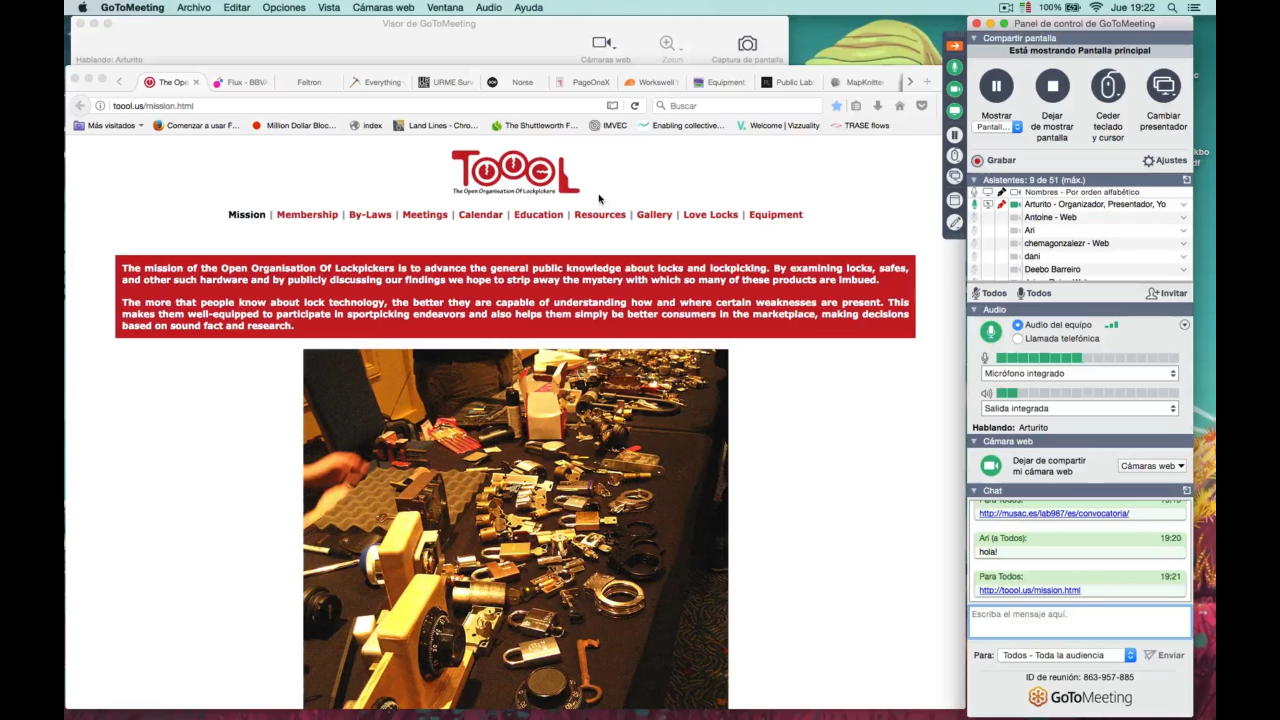 GoToMeeting Archivo Editar Opciones Vista Cámaras web Ventana Audio Ayuda 100% Jue 19:22
Visor de GoToMeeting
Hablando: Arturito
Cámaras web
Zoom
Captura de pantalla
The Ope
Flux - BBV
Feltron
Everything
URME Surv
Norse
PageOneX
Workswell
Equipment
Public Lab:
MapKnitte
toool.us/mission.html
Buscar
Más visitados
Comenzar a usar F...
Million Dollar Bloc...
index
Land Lines - Chro...
The Shuttleworth F...
IMVEC
Enabling collective...
Welcome | Vizzuality
TRASE flows
TOOOL
The Open Organisation Of Lockpickers
Mission | Membership | By-Laws | Meetings | Calendar | Education | Resources | Gallery | Love Locks | Equipment
The mission of the Open Organisation Of Lockpickers is to advance the general public knowledge about locks and lockpicking. By examining locks, safes,
and other such hardware and by publicly discussing our findings we hope to strip away the mystery with which so many of these products are imbued.
The more that people know about lock technology, the better they are capable of understanding how and where certain weaknesses are present. This
makes them well-equipped to participate in sportpicking endeavors and also helps them simply be better consumers in the marketplace, making decisions
based on sound fact and research.
Panel de control de GoToMeeting
Compartir pantalla
Está mostrando Pantalla principal
Mostrar
Pantall...
Dejar
de mostrar
pantalla
Ceder
teclado
y cursor
Cambiar
presentador
Grabar
Ajustes
Asistentes: 9 de 51 (máx.)
Nombres - Por orden alfabético
Arturito - Organizador, Presentador, Yo
Antoine - Web
Ari
chemagonzalezr - Web
dani
Deebo Barreiro
Todos
Todos
Invitar
Audio
Audio del equipo
Llamada telefónica
Micrófono integrado
Salida integrada
Hablando: Arturito
Cámara web
Dejar de compartir
mi cámara web
Cámaras web
Chat
http://musac.es/lab987/es/convocatoria/
Ari (a Todos): 19:20
hola!
Para Todos: 19:21
http://toool.us/mission.html
Escriba el mensaje aquí.
Para: Todos - Toda la audiencia
Enviar
ID de reunión: 863-957-885
GoToMeeting